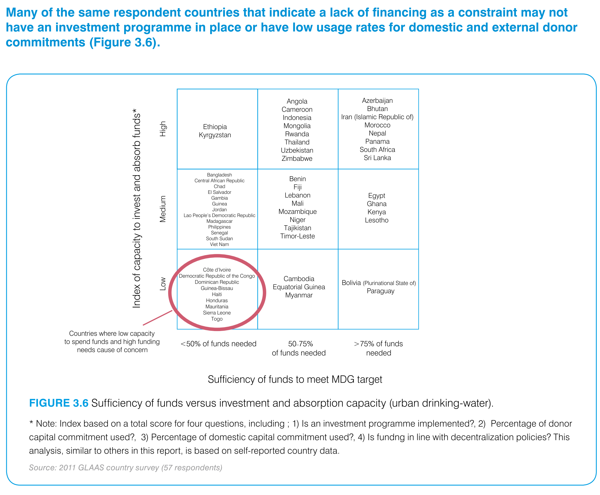 Many of the same respondent countries that indicate a lack of financing as a constraint may not
have an investment programme in place or have low usage rates for domestic and external donor
commitments (Figure 3.6).
Index of capacity to invest and absorb funds*
High
Ethiopia
Kyrgyzstan
Angola
Cameroon
Indonesia
Mongolia
Rwanda
Thailand
Uzbekistan
Zimbabwe
Azerbaijan
Bhutan
Iran (Islamic Republic of)
Morocco
Nepal
Panama
South Africa
Sri Lanka
Medium
Bangladesh
Central African Republic
Chad
El Salvador
Gambia
Guinea
Jordan
Lao People's Democratic Republic
Madagascar
Philippines
Senegal
South Sudan
Viet Nam
Benin
Fiji
Lebanon
Mali
Mozambique
Niger
Tajikistan
Timor-Leste
Egypt
Ghana
Kenya
Lesotho
Low
Côte d'Ivoire
Democratic Republic of the Congo
Dominican Republic
Guinea-Bissau
Haiti
Honduras
Mauritania
Sierra Leone
Togo
Cambodia
Equatorial Guinea
Myanmar
Bolivia (Plurinational State of)
Paraguay
Countries where low capacity
to spend funds and high funding
needs cause of concern
<50% of funds needed
50-75%
of funds needed
>75% of funds
needed
Sufficiency of funds to meet MDG target
FIGURE 3.6 Sufficiency of funds versus investment and absorption capacity (urban drinking-water).
* Note: Index based on a total score for four questions, including ; 1) Is an investment programme implemented?, 2) Percentage of donor
capital commitment used?, 3) Percentage of domestic capital commitment used?, 4) Is fundng in line with decentralization policies? This
analysis, similar to others in this report, is based on self-reported country data.
Source: 2011 GLAAS country survey (57 respondents)